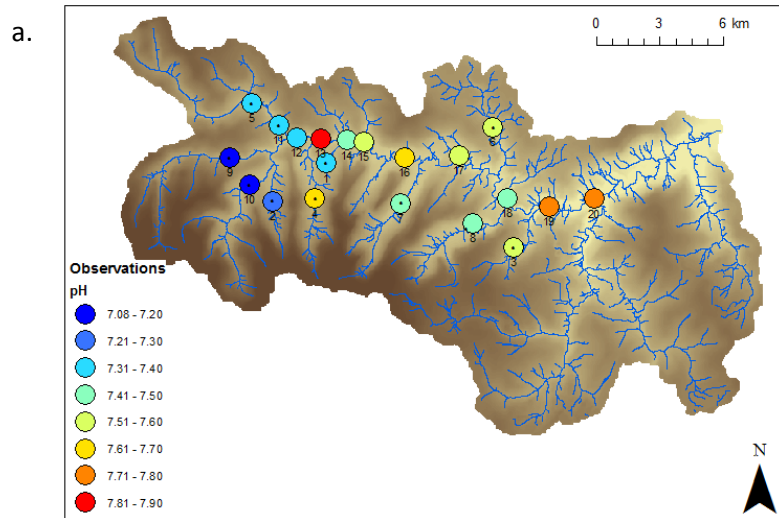 a.
0 3 6 km
5
11
12
13
14
15
1
9
16
17
6
10
2
4
7
18
8
19
20
3
Observations
pH
7.08 - 7.20
7.21 - 7.30
7.31 - 7.40
7.41 - 7.50
7.51 - 7.60
7.61 - 7.70
7.71 - 7.80
7.81 - 7.90
N